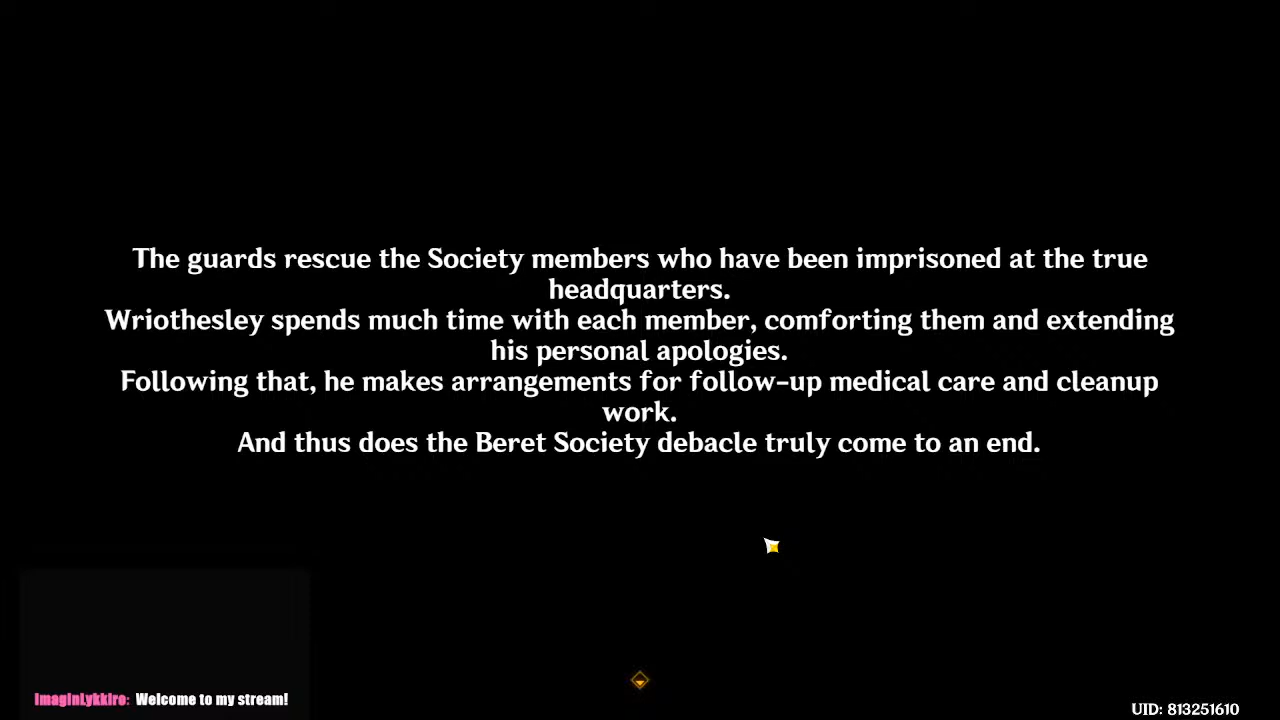 The guards rescue the Society members who have been imprisoned at the true
headquarters.
Wriothesley spends much time with each member, comforting them and extending
his personal apologies.
Following that, he makes arrangements for follow-up medical care and cleanup
work.
And thus does the Beret Society debacle truly come to an end.
ImaginLykkire: Welcome to my stream!
UID: 813251610